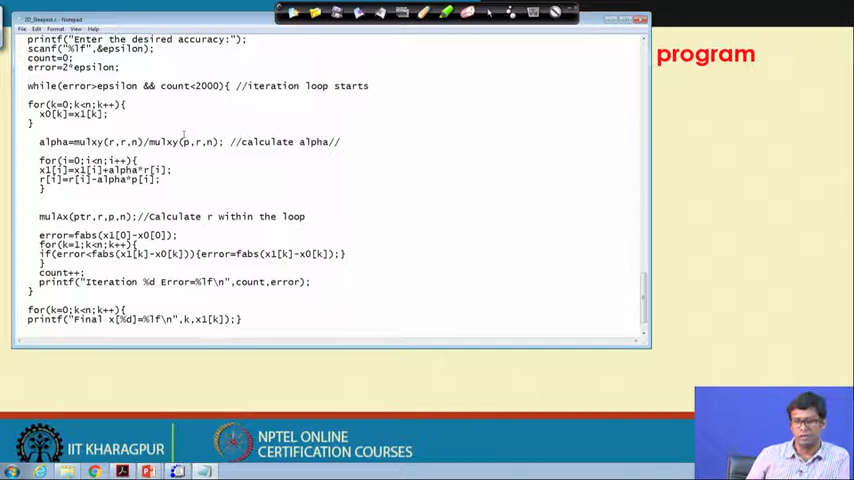 2D_Steepest.c - Notepad
File Edit Format View Help
printf("Enter the desired accuracy:");
scanf("%lf",&epsilon);
count=0;
error=2*epsilon;
while(error>epsilon && count<2000){ //iteration loop starts
for(k=0;k<n;k++){
x0[k]=x1[k];
}
alpha=mulxy(r,r,n)/mulxy(p,r,n); //calculate alpha//
for(i=0;i<n;i++){
x1[i]=x1[i]+alpha*r[i];
r[i]=r[i]-alpha*p[i];
}
mulAx(ptr,r,p,n);//Calculate r within the loop
error=fabs(x1[0]-x0[0]);
for(k=1;k<n;k++){
if(error<fabs(x1[k]-x0[k])){error=fabs(x1[k]-x0[k]);}
}
count++;
printf("Iteration %d Error=%lf\n",count,error);
}
for(k=0;k<n;k++){
printf("Final x[%d]=%lf\n",k,x1[k]);}
program
IIT KHARAGPUR
NPTEL ONLINE
CERTIFICATION COURSES